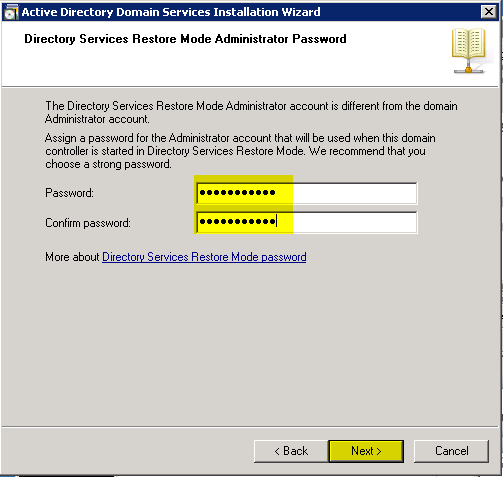 Active Directory Domain Services Installation Wizard
Directory Services Restore Mode Administrator Password
The Directory Services Restore Mode Administrator account is different from the domain
Administrator account.
Assign a password for the Administrator account that will be used when this domain
controller is started in Directory Services Restore Mode. We recommend that you
choose a strong password.
Password: •••••••••••
Confirm password: •••••••••••
More about Directory Services Restore Mode password
< Back Next > Cancel